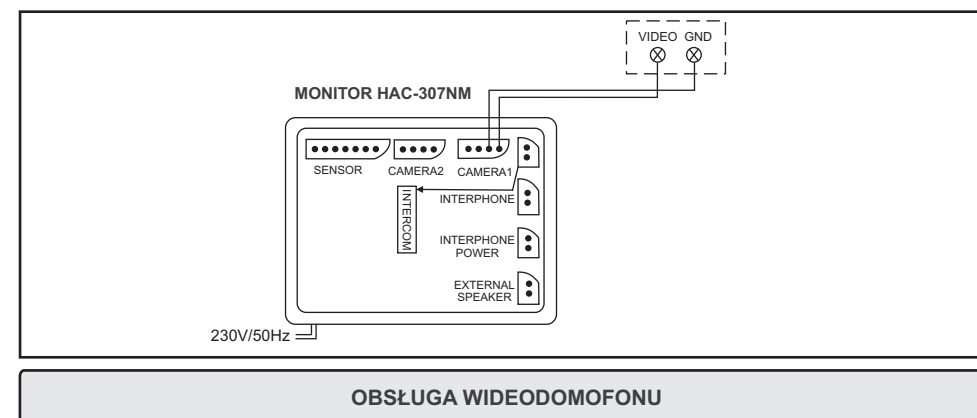 VIDEO GND
MONITOR HAC-307NM
SENSOR
CAMERA2
CAMERA1
INTERCOM
INTERPHONE
INTERPHONE
POWER
EXTERNAL
SPEAKER
230V/50Hz
OBSŁUGA WIDEODOMOFONU